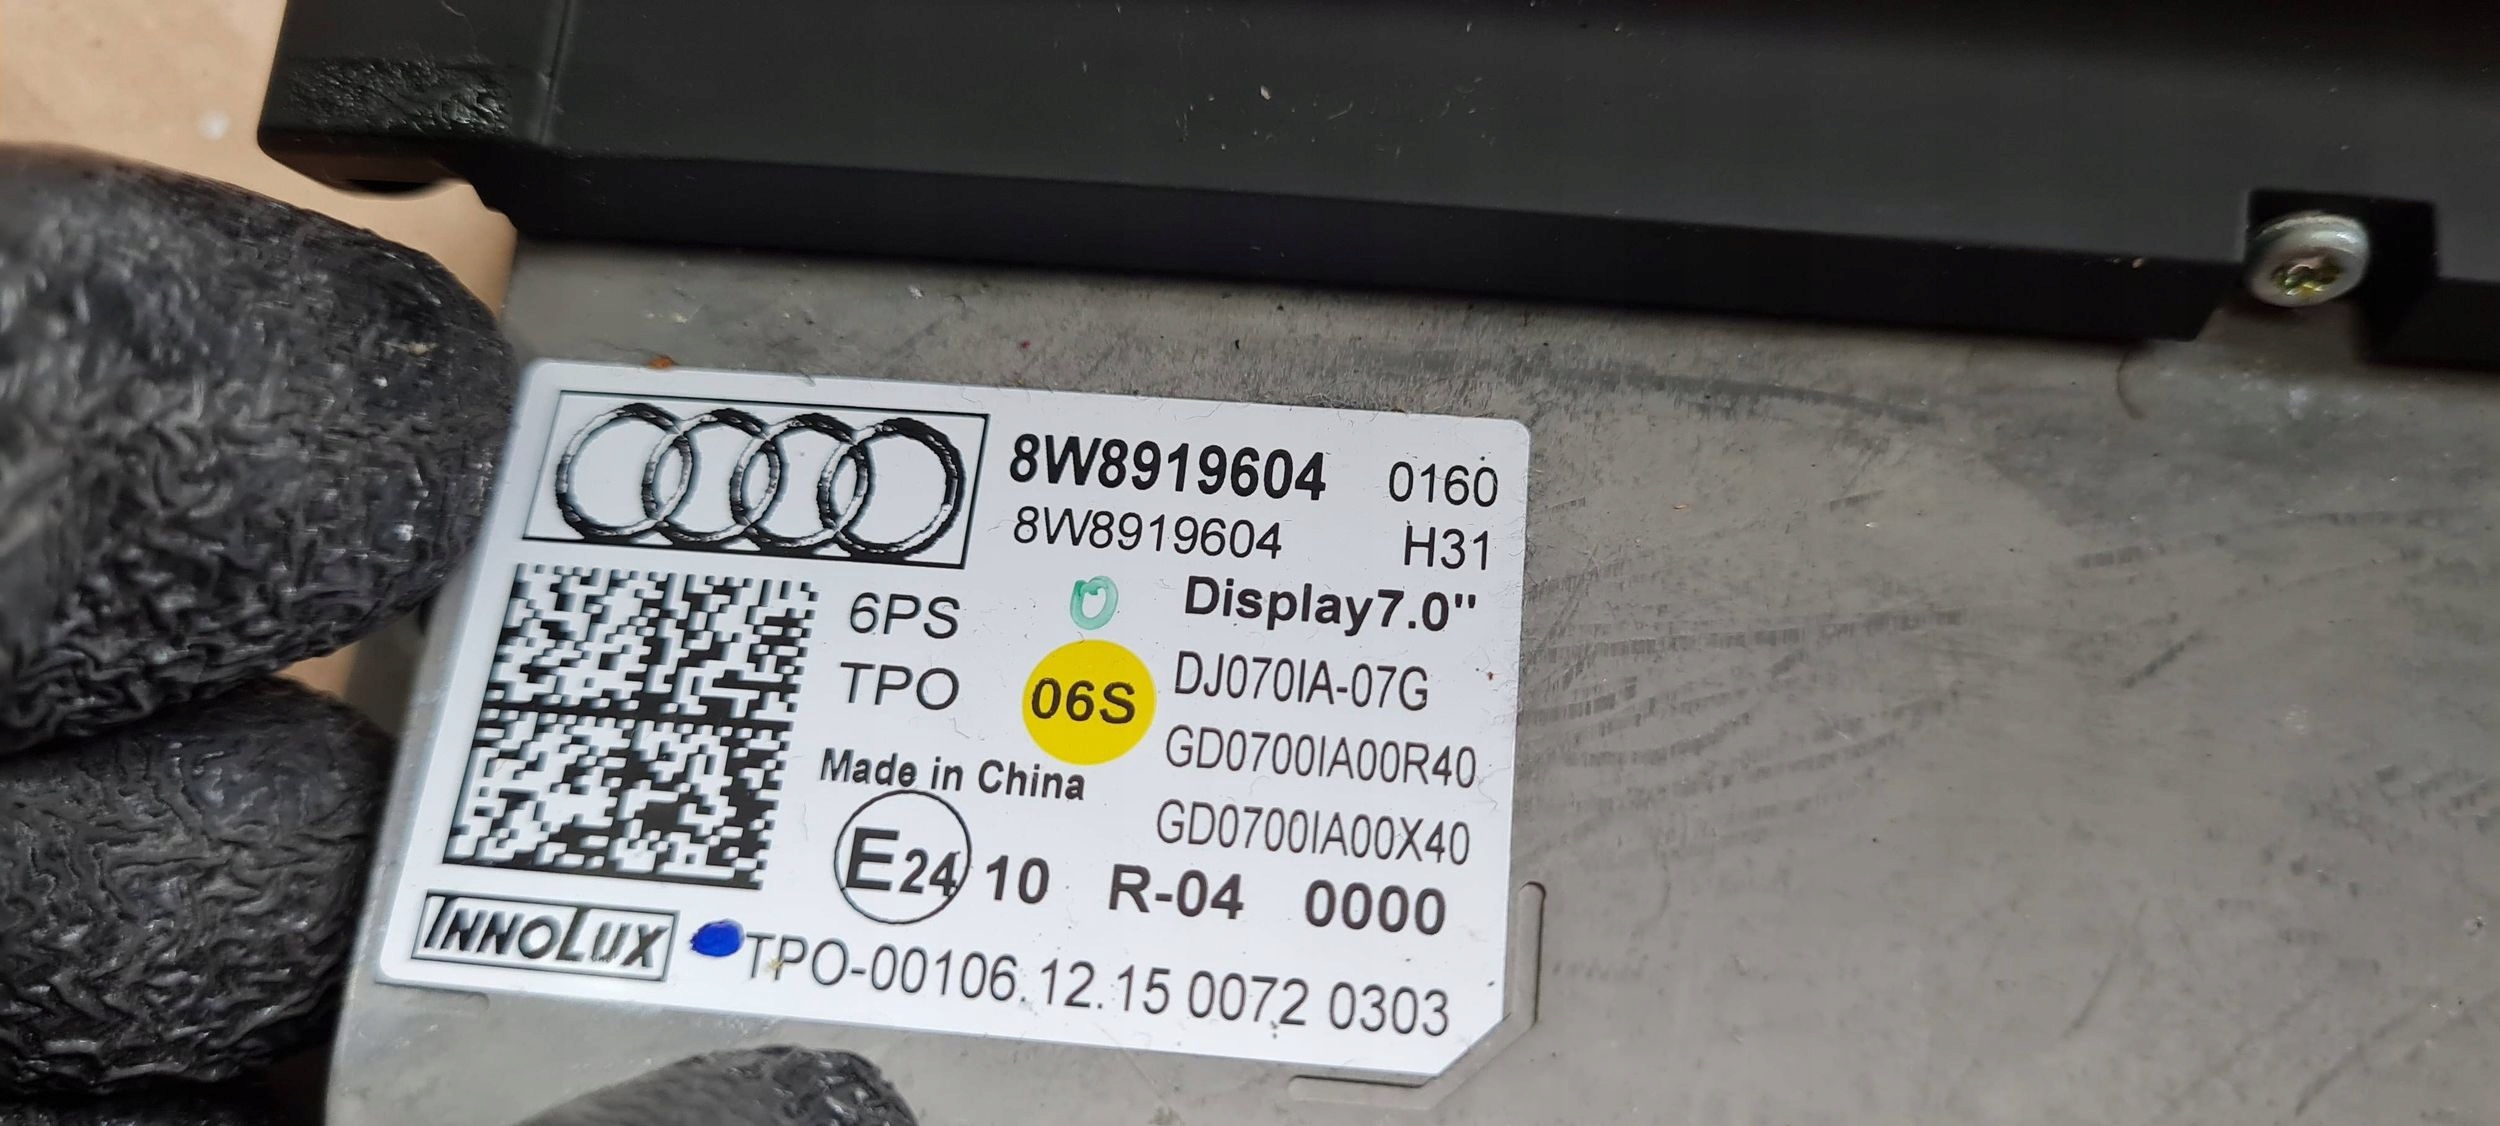 8W8919604 0160
8W8919604 H31
6PS Display7.0"
TPO 06S DJ070IA-07G
GD0700IA00R40
Made in China
GD0700IA00X40
E24 10 R-04 0000
INNOLUX TPO-00106.12.15 0072 0303